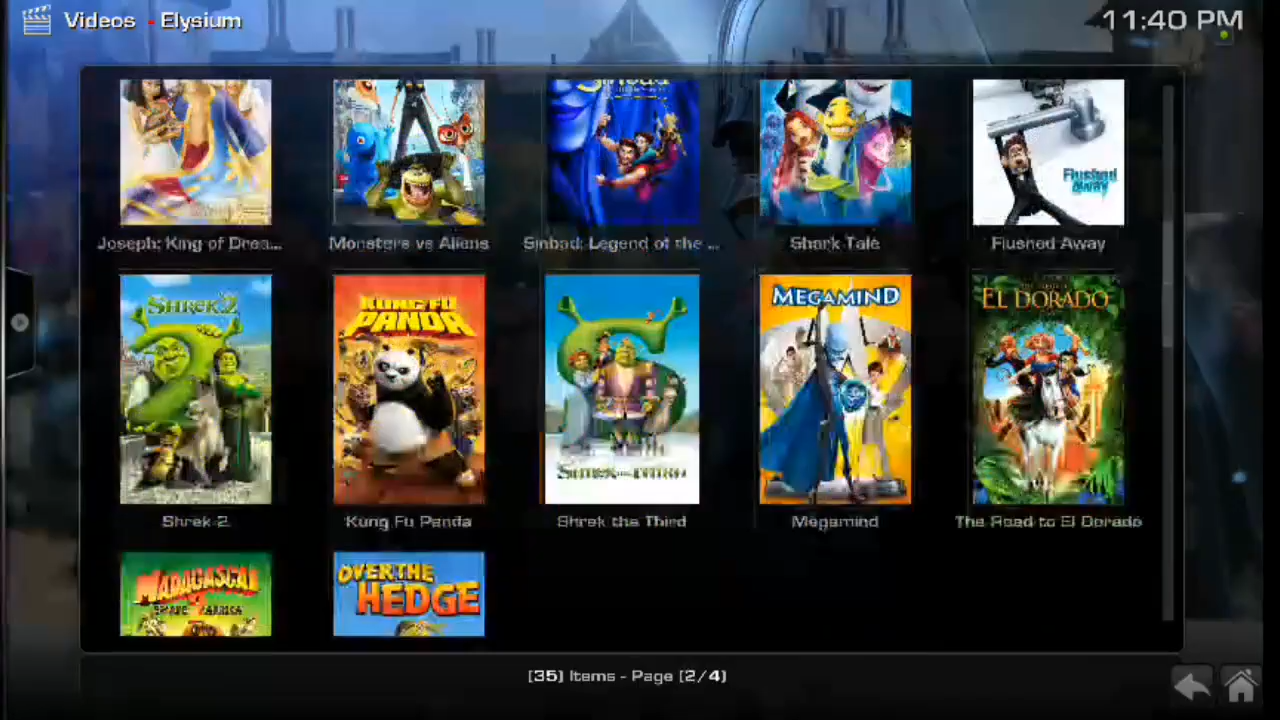 Videos - Elysium
11:40 PM
Flushed
Away
Joseph: King of Drea...
Monsters vs Aliens
Sinbad: Legend of the ...
Shark Tale
Flushed Away
SHREK 2
KUNG FU
PANDA
MEGAMIND
EL DORADO
Shrek 2
Kung Fu Panda
Shrek the Third
Megamind
The Road to El Dorado
MADAGASCAR
OVER THE
HEDGE
[35] Items - Page [2/4]